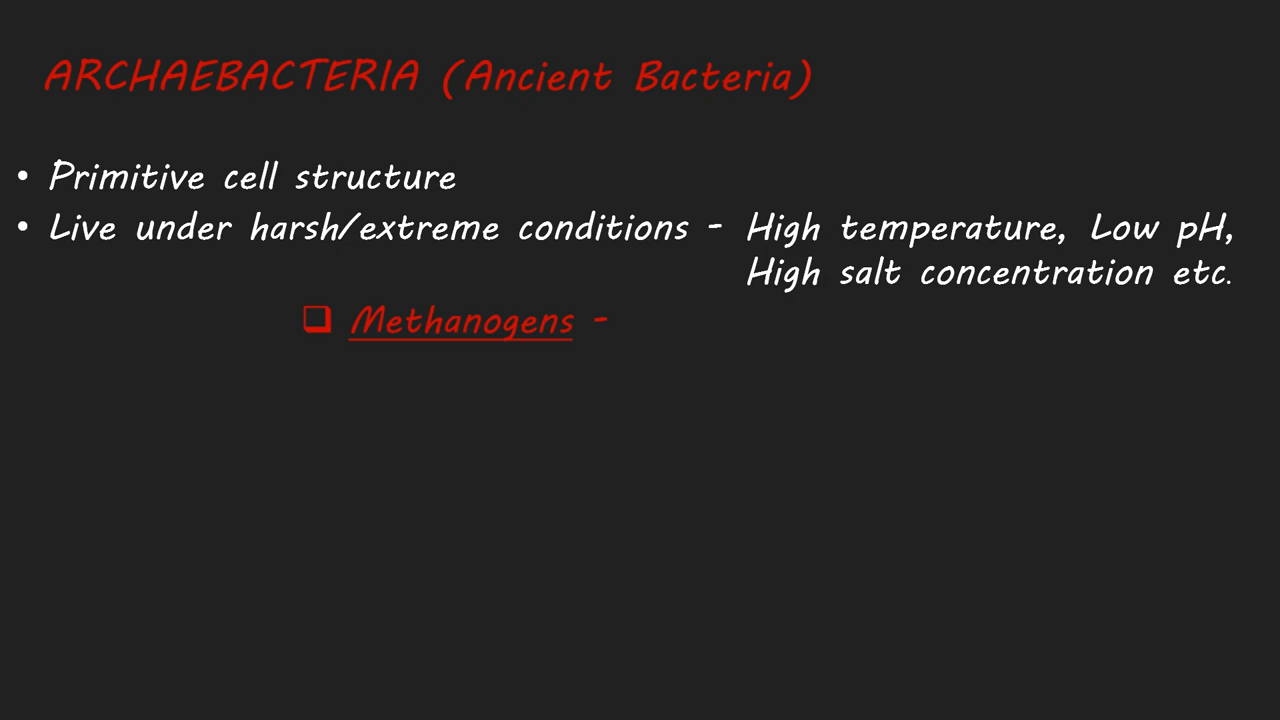 ARCHAEBACTERIA (Ancient Bacteria)
• Primitive cell structure
• Live under harsh/extreme conditions - High temperature, Low pH,
High salt concentration etc.
❑ Methanogens -